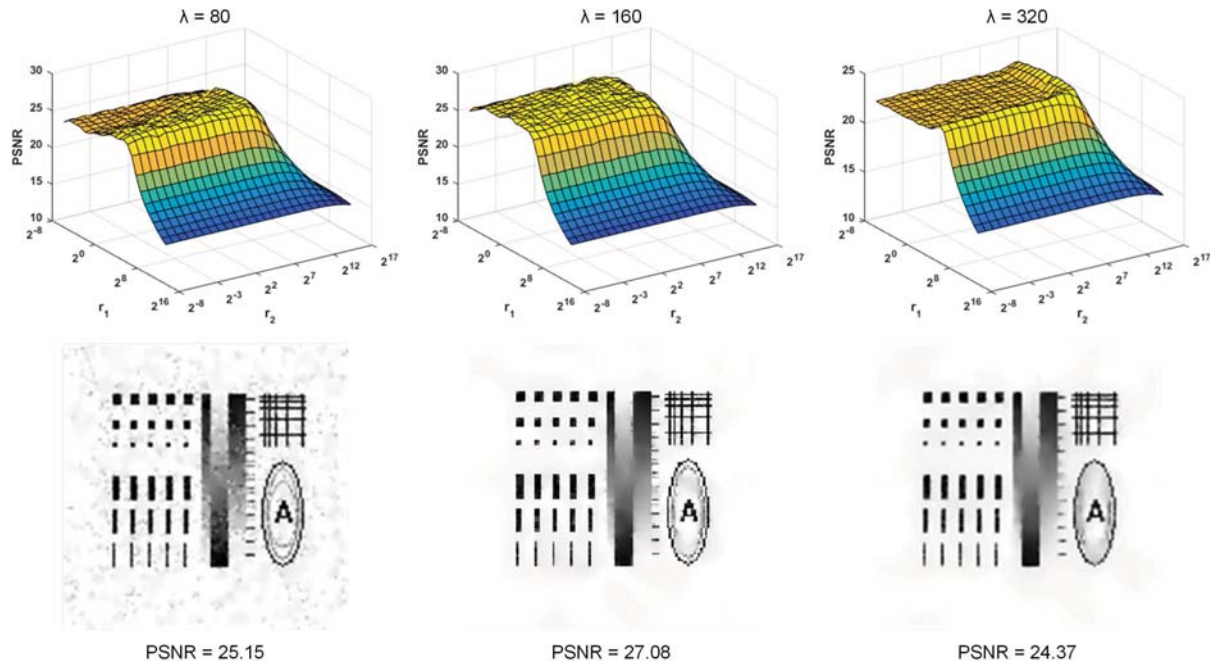 λ = 80
λ = 160
λ = 320
PSNR
30
25
20
15
10
2^-8
2^0
2^8
2^16
r_1
2^-8
2^-3
2^2
2^7
2^12
2^17
r_2
PSNR
30
25
20
15
10
2^-8
2^0
2^8
2^16
r_1
2^-8
2^-3
2^2
2^7
2^12
2^17
r_2
PSNR
25
20
15
10
2^-8
2^0
2^8
2^16
r_1
2^-8
2^-3
2^2
2^7
2^12
2^17
r_2
A
A
A
PSNR = 25.15
PSNR = 27.08
PSNR = 24.37